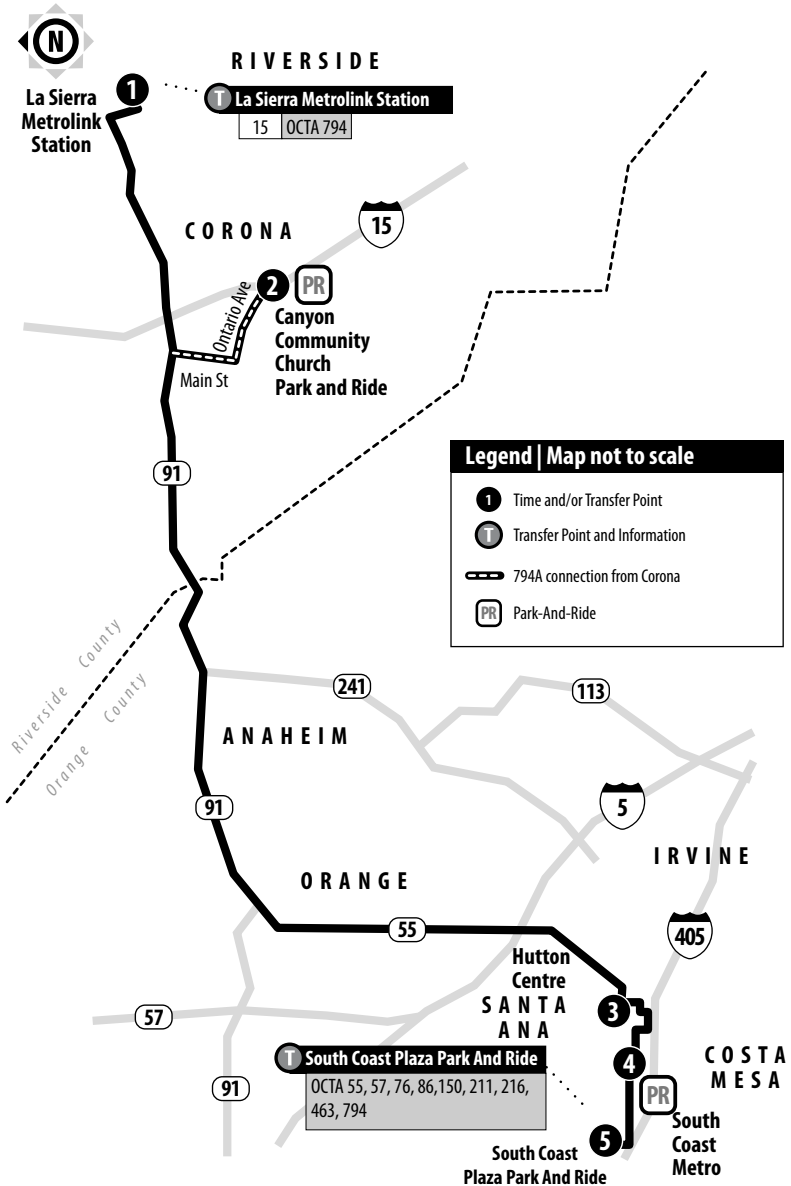 N
RIVERSIDE
1
La Sierra
Metrolink
Station
T La Sierra Metrolink Station
15 OCTA 794
CORONA
15
2
PR
Ontario Ave
Canyon
Community
Church
Park and Ride
Main St
91
Legend | Map not to scale
1 Time and/or Transfer Point
T Transfer Point and Information
794A connection from Corona
PR Park-And-Ride
Riverside County
Orange County
241
113
ANAHEIM
91
5
IRVINE
ORANGE
55
405
Hutton
Centre
SANTA
ANA
3
57
T South Coast Plaza Park And Ride
OCTA 55, 57, 76, 86,150, 211, 216,
463, 794
4
COSTA
MESA
91
PR
South
Coast
Metro
5
South Coast
Plaza Park And Ride